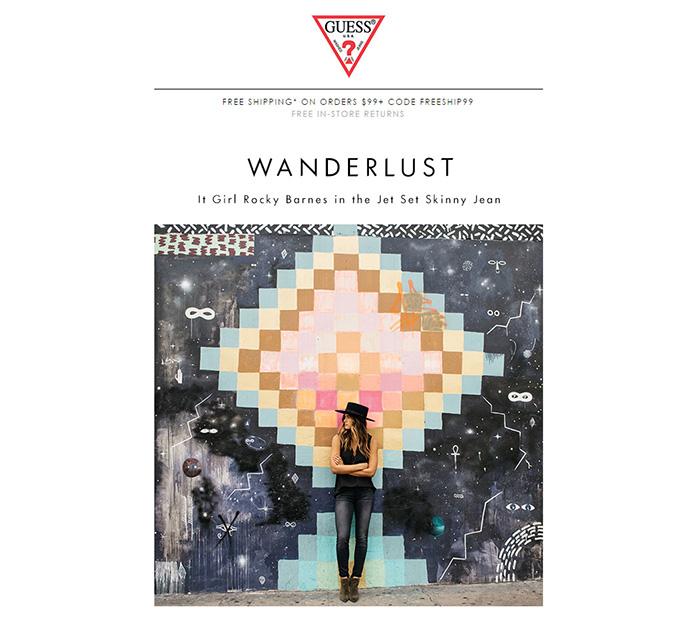 GUESS®
USA
?
FREE SHIPPING* ON ORDERS $99+ CODE FREESHIP99
FREE IN-STORE RETURNS
WANDERLUST
It Girl Rocky Barnes in the Jet Set Skinny Jean